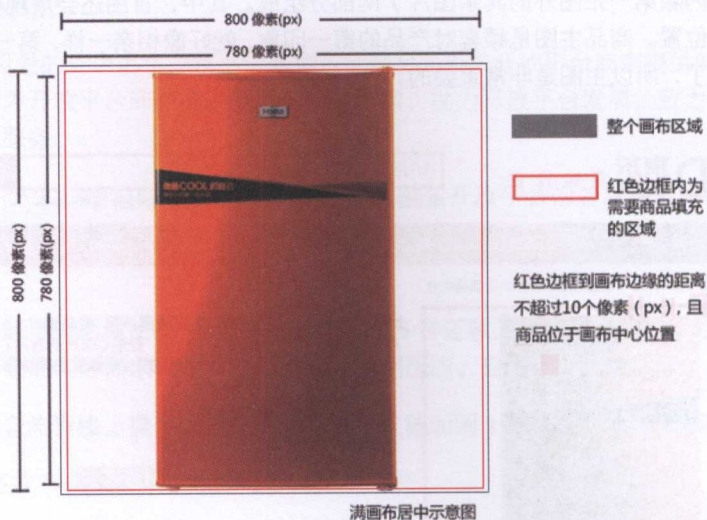 800 像素(px)
780 像素(px)
800 像素(px)
780 像素(px)
COOL
整个画布区域
红色边框内为
需要商品填充
的区域
红色边框到画布边缘的距离
不超过10个像素（px），且
商品位于画布中心位置
满画布居中示意图